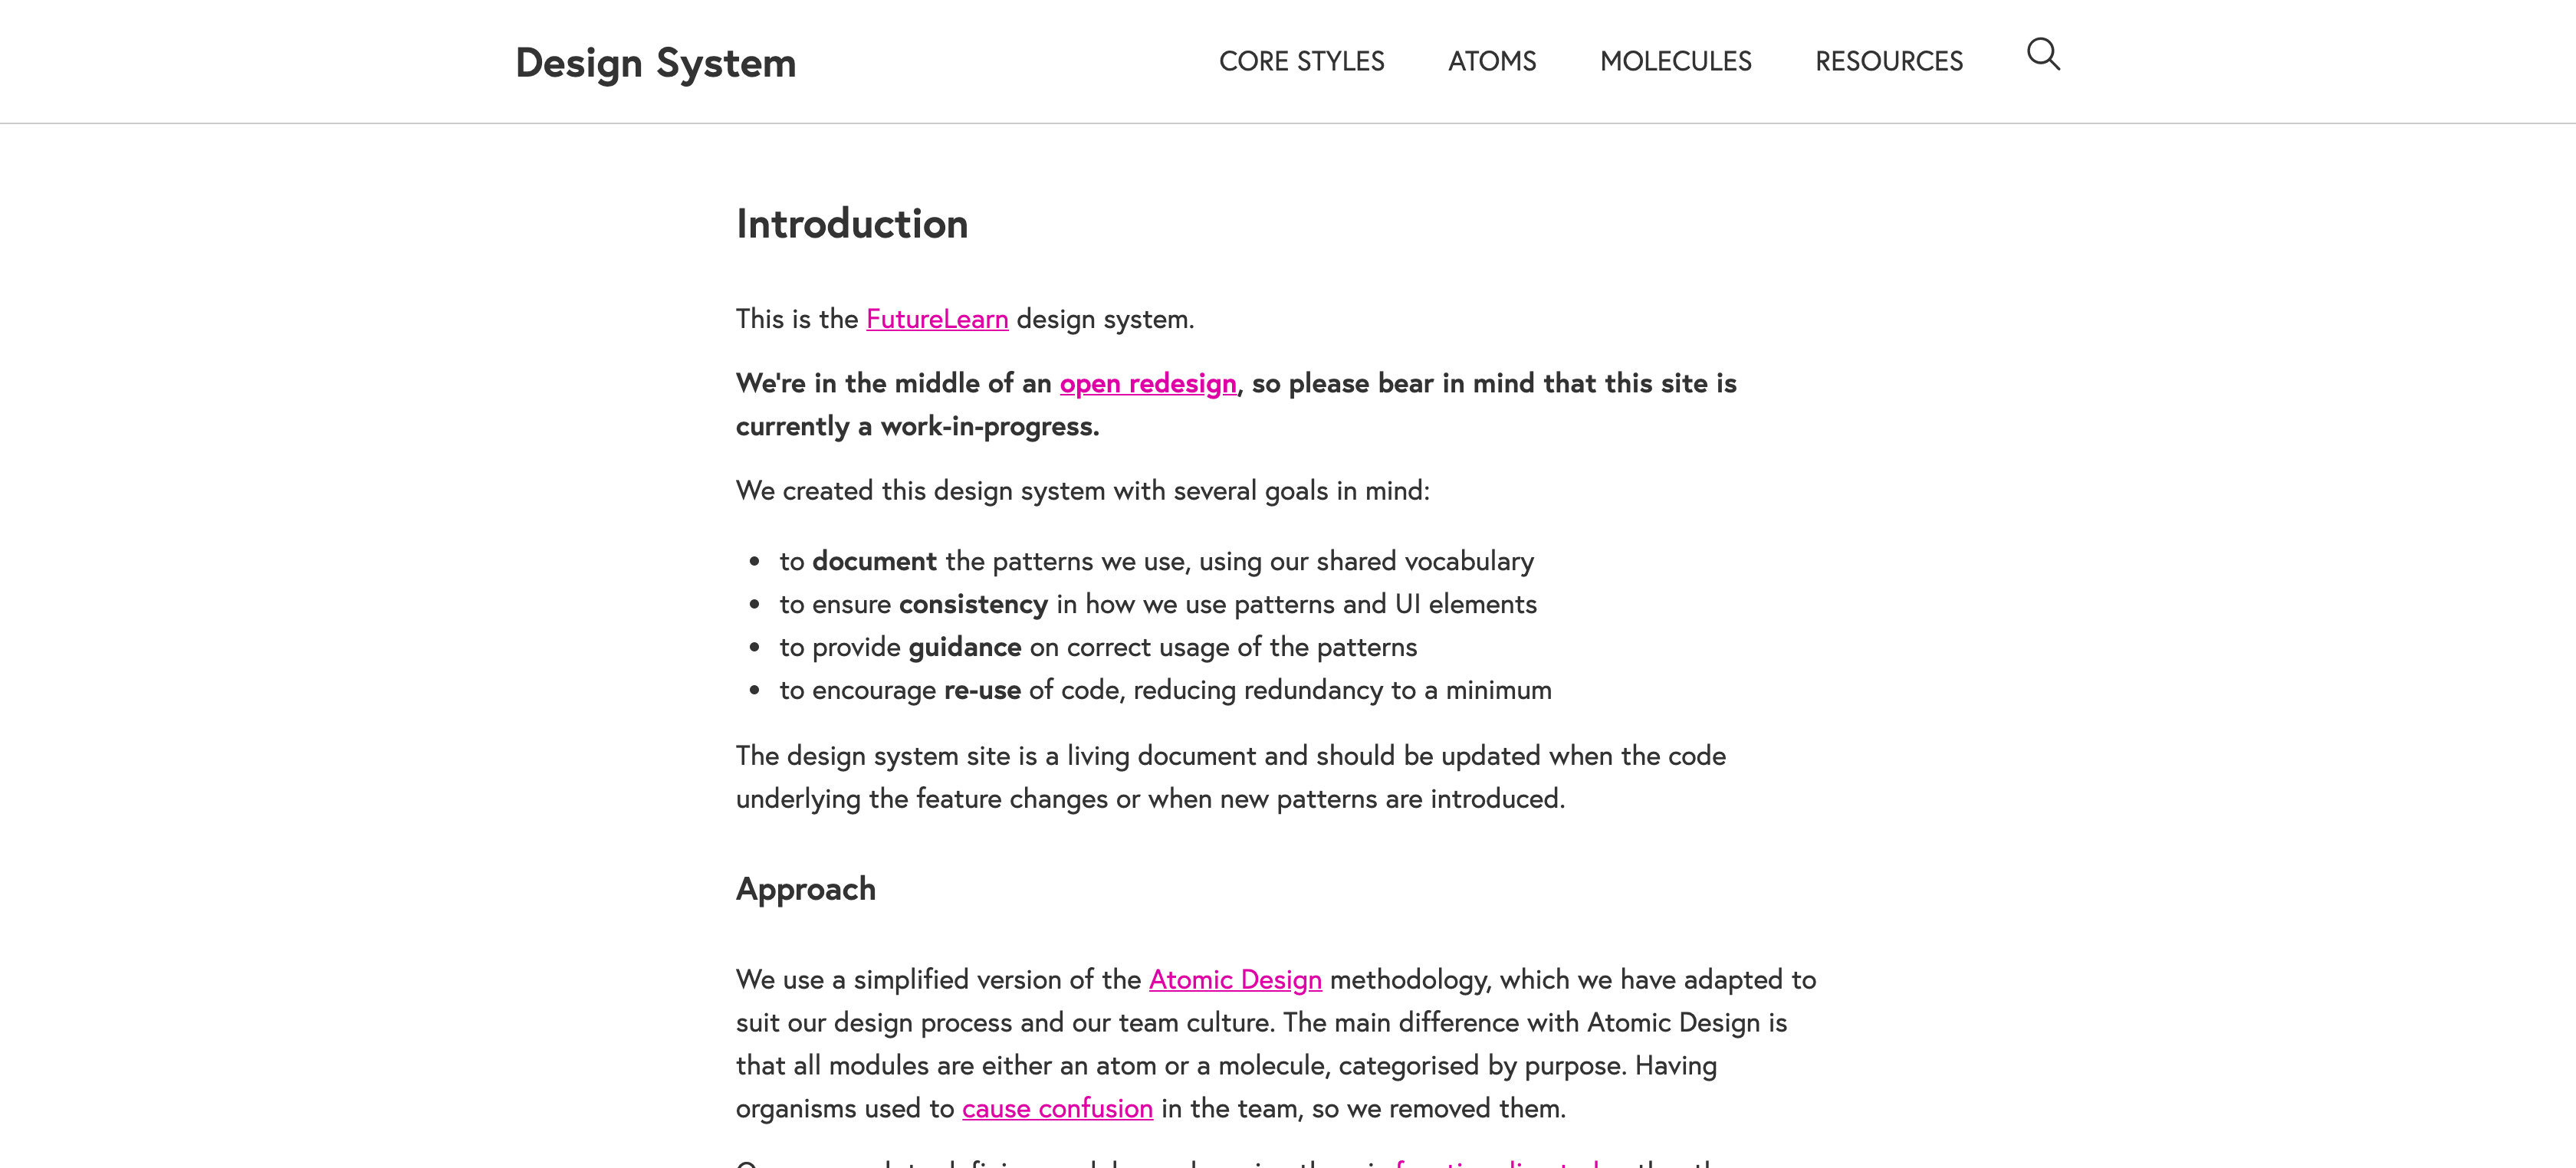 Design System
CORE STYLES ATOMS MOLECULES RESOURCES
Introduction
This is the FutureLearn design system.
We're in the middle of an open redesign, so please bear in mind that this site is
currently a work-in-progress.
We created this design system with several goals in mind:
• to document the patterns we use, using our shared vocabulary
• to ensure consistency in how we use patterns and UI elements
• to provide guidance on correct usage of the patterns
• to encourage re-use of code, reducing redundancy to a minimum
The design system site is a living document and should be updated when the code
underlying the feature changes or when new patterns are introduced.
Approach
We use a simplified version of the Atomic Design methodology, which we have adapted to
suit our design process and our team culture. The main difference with Atomic Design is
that all modules are either an atom or a molecule, categorised by purpose. Having
organisms used to cause confusion in the team, so we removed them.